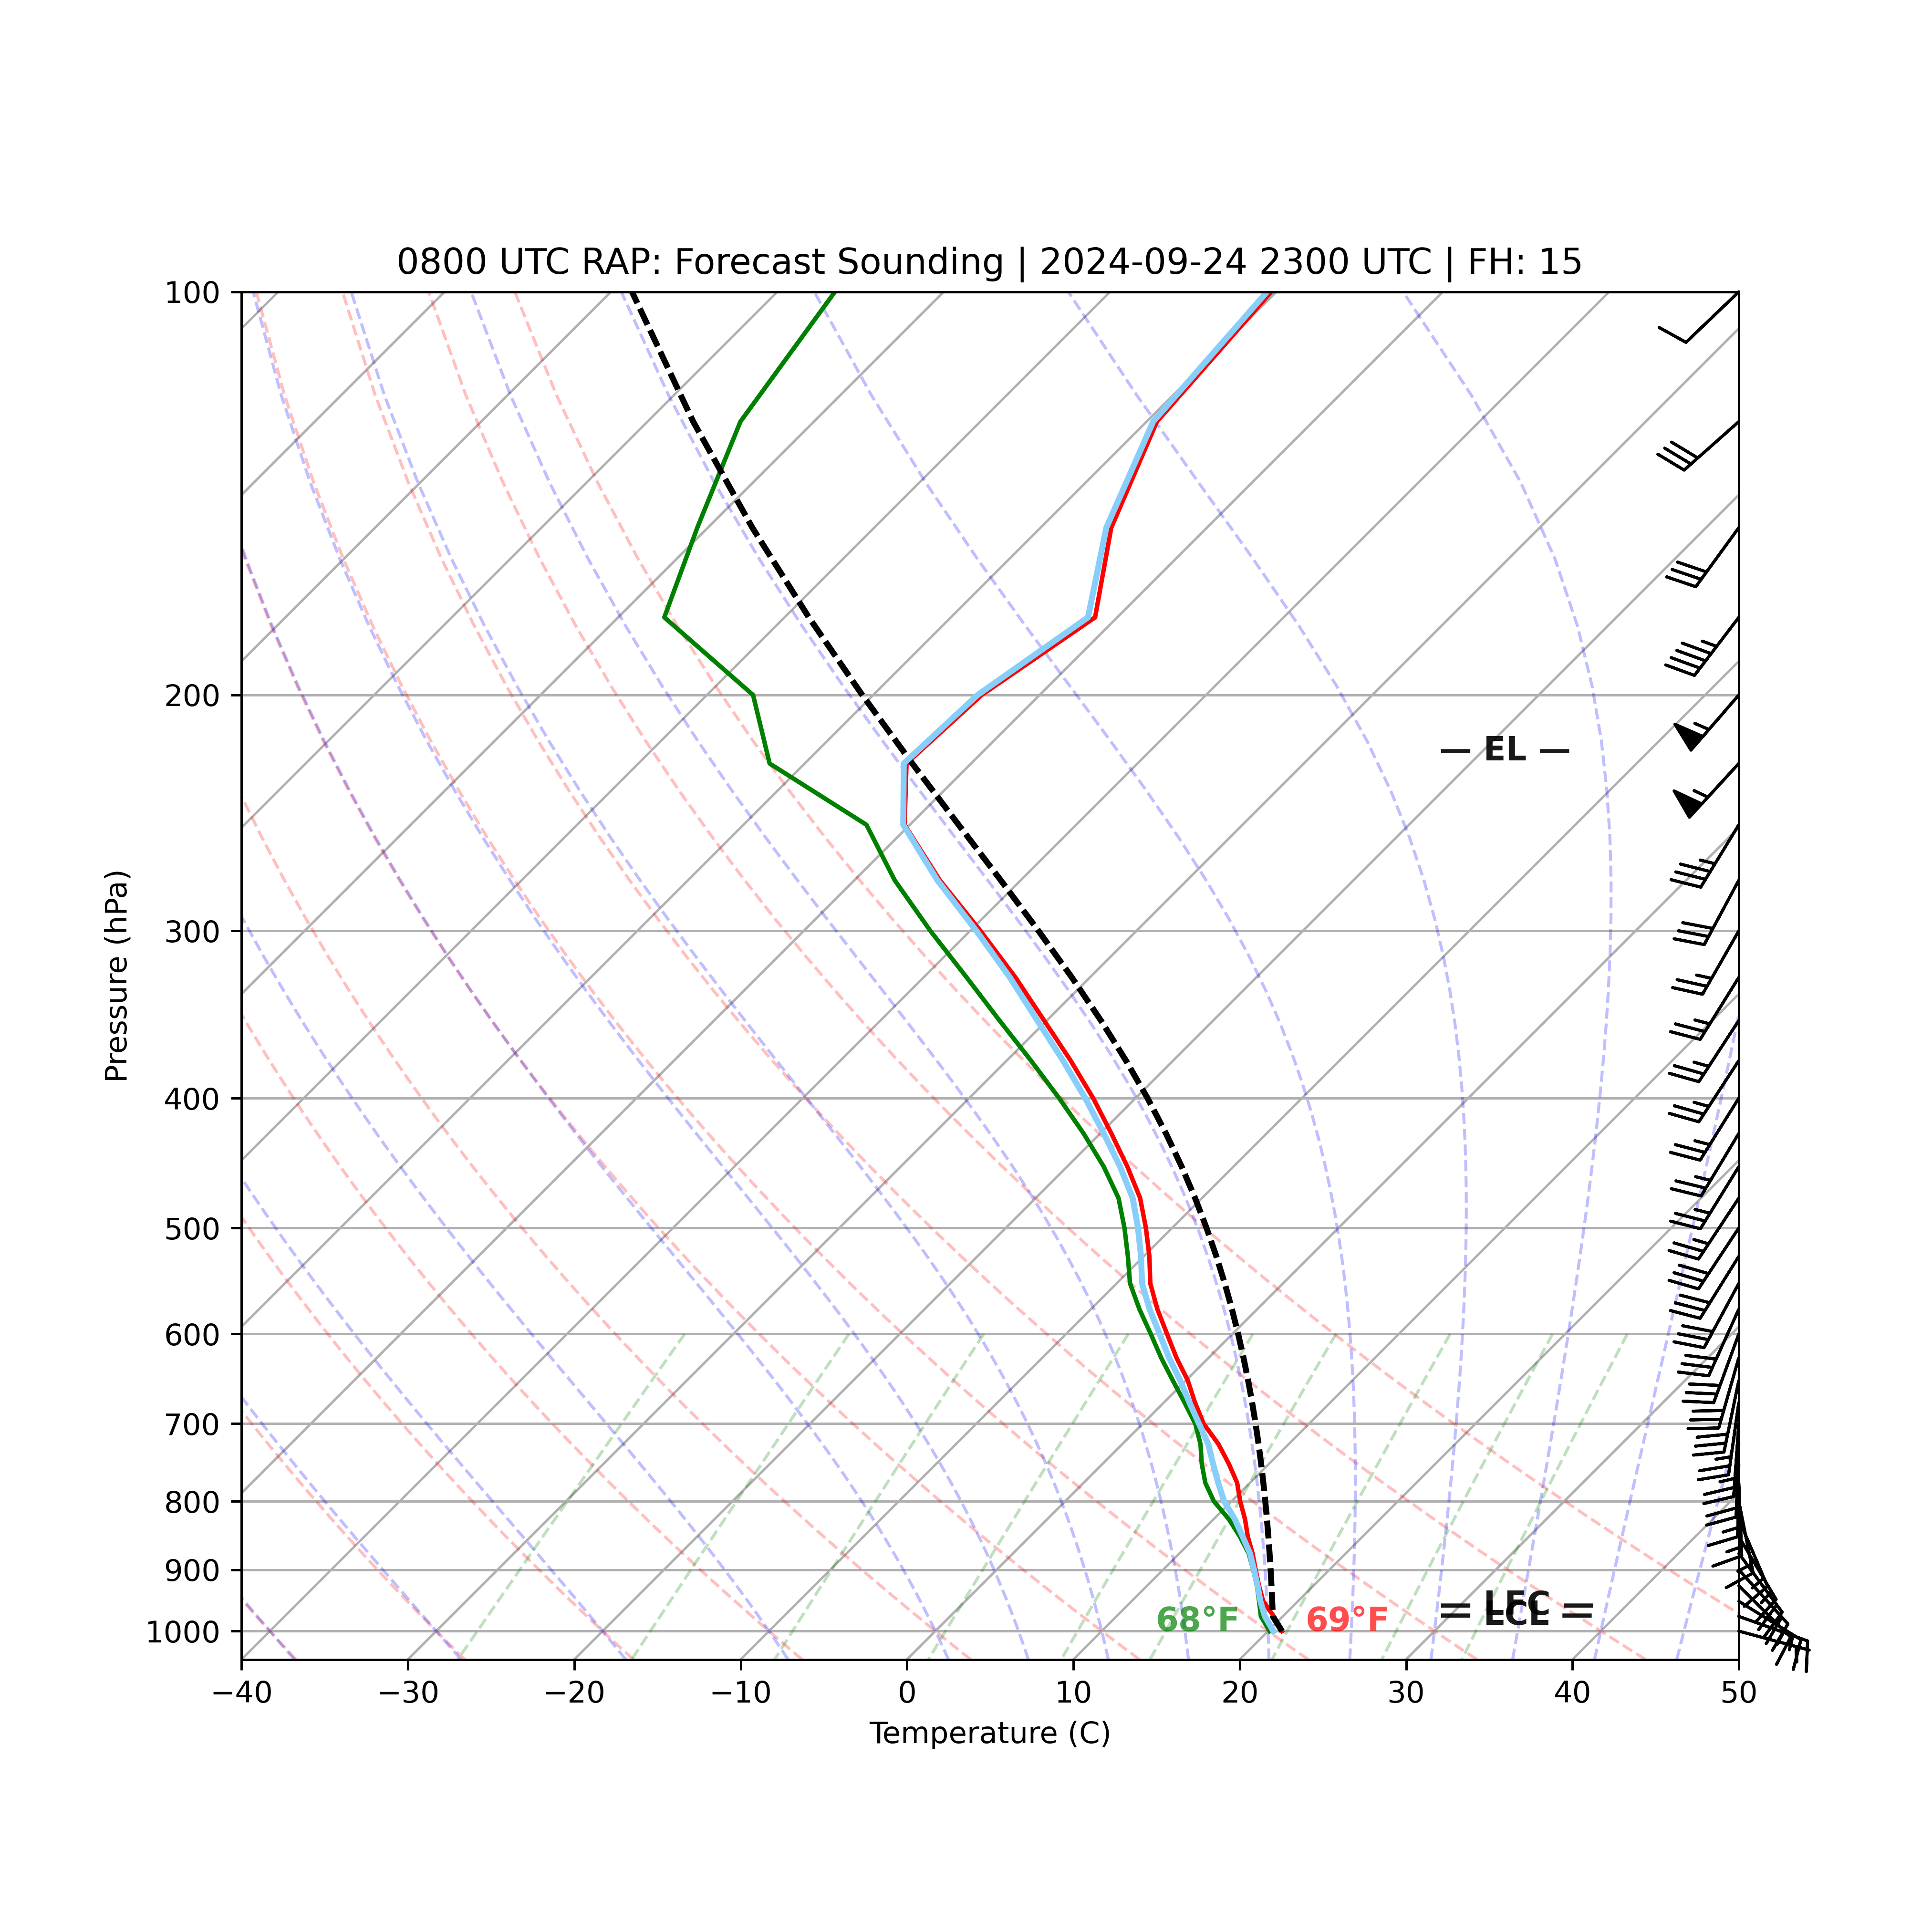 0800 UTC RAP: Forecast Sounding | 2024-09-24 2300 UTC | FH: 15
100
200
300
400
500
600
700
800
900
1000
Pressure (hPa)
— EL —
— LFC —
— LCL —
68°F
69°F
−40
−30
−20
−10
0
10
20
30
40
50
Temperature (C)